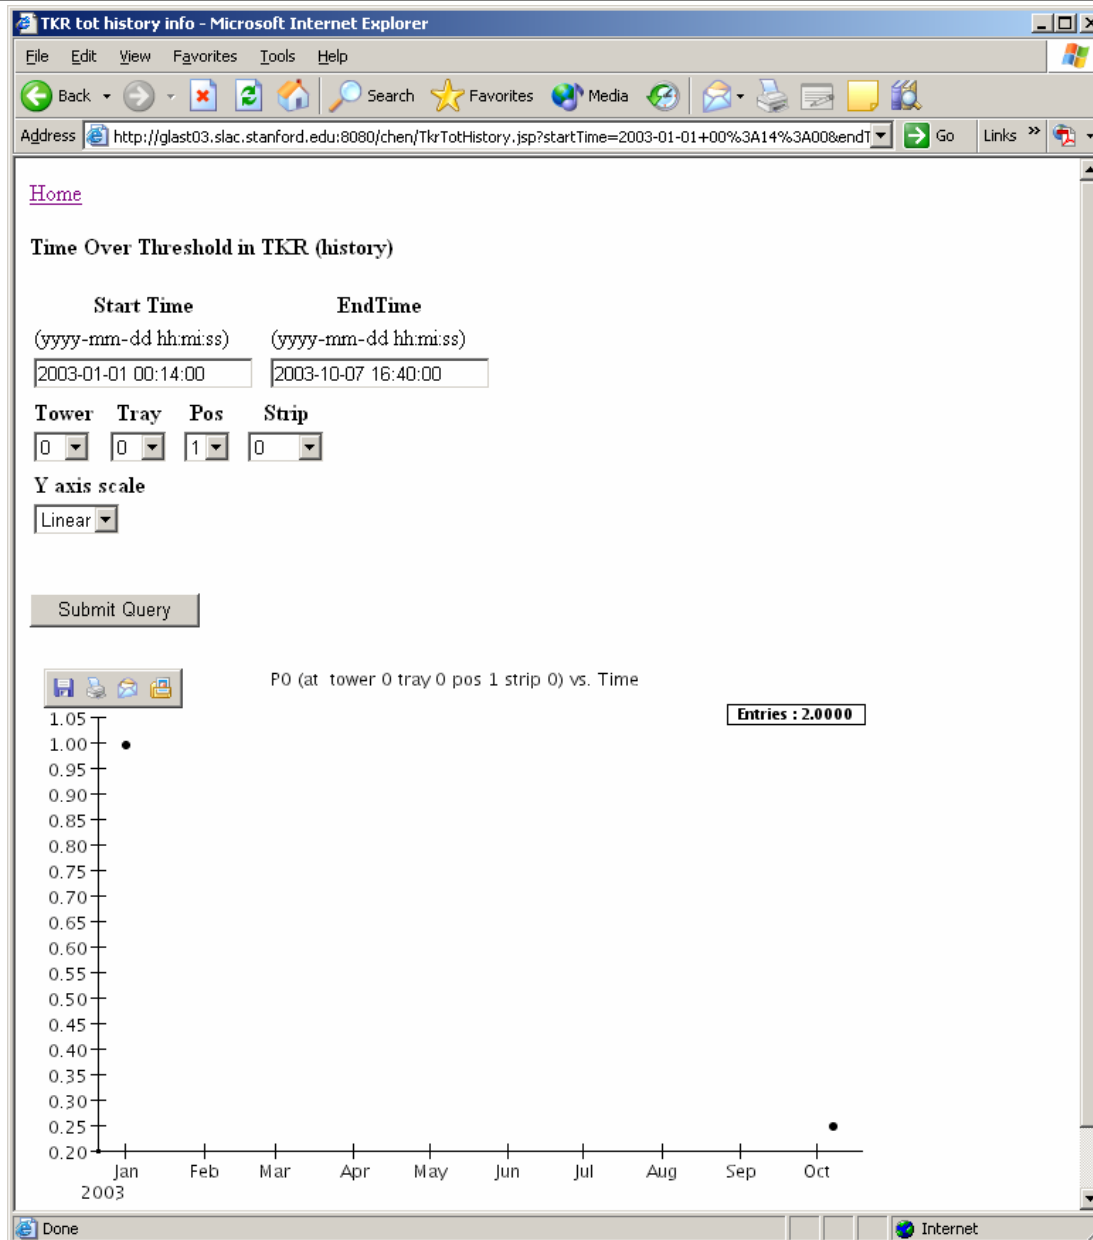 TKR tot history info - Microsoft Internet Explorer
File Edit View Favorites Tools Help
Back Search Favorites Media
Address http://glast03.slac.stanford.edu:8080/chen/TkrTotHistory.jsp?startTime=2003-01-01+00%3A14%3A00&endT Go Links »
Home
Time Over Threshold in TKR (history)
Start Time EndTime
(yyyy-mm-dd hh:mi:ss) (yyyy-mm-dd hh:mi:ss)
2003-01-01 00:14:00 2003-10-07 16:40:00
Tower Tray Pos Strip
0 0 1 0
Y axis scale
Linear
Submit Query
P0 (at tower 0 tray 0 pos 1 strip 0) vs. Time
Entries : 2.0000
1.05
1.00
0.95
0.90
0.85
0.80
0.75
0.70
0.65
0.60
0.55
0.50
0.45
0.40
0.35
0.30
0.25
0.20
Jan Feb Mar Apr May Jun Jul Aug Sep Oct
2003
Done Internet